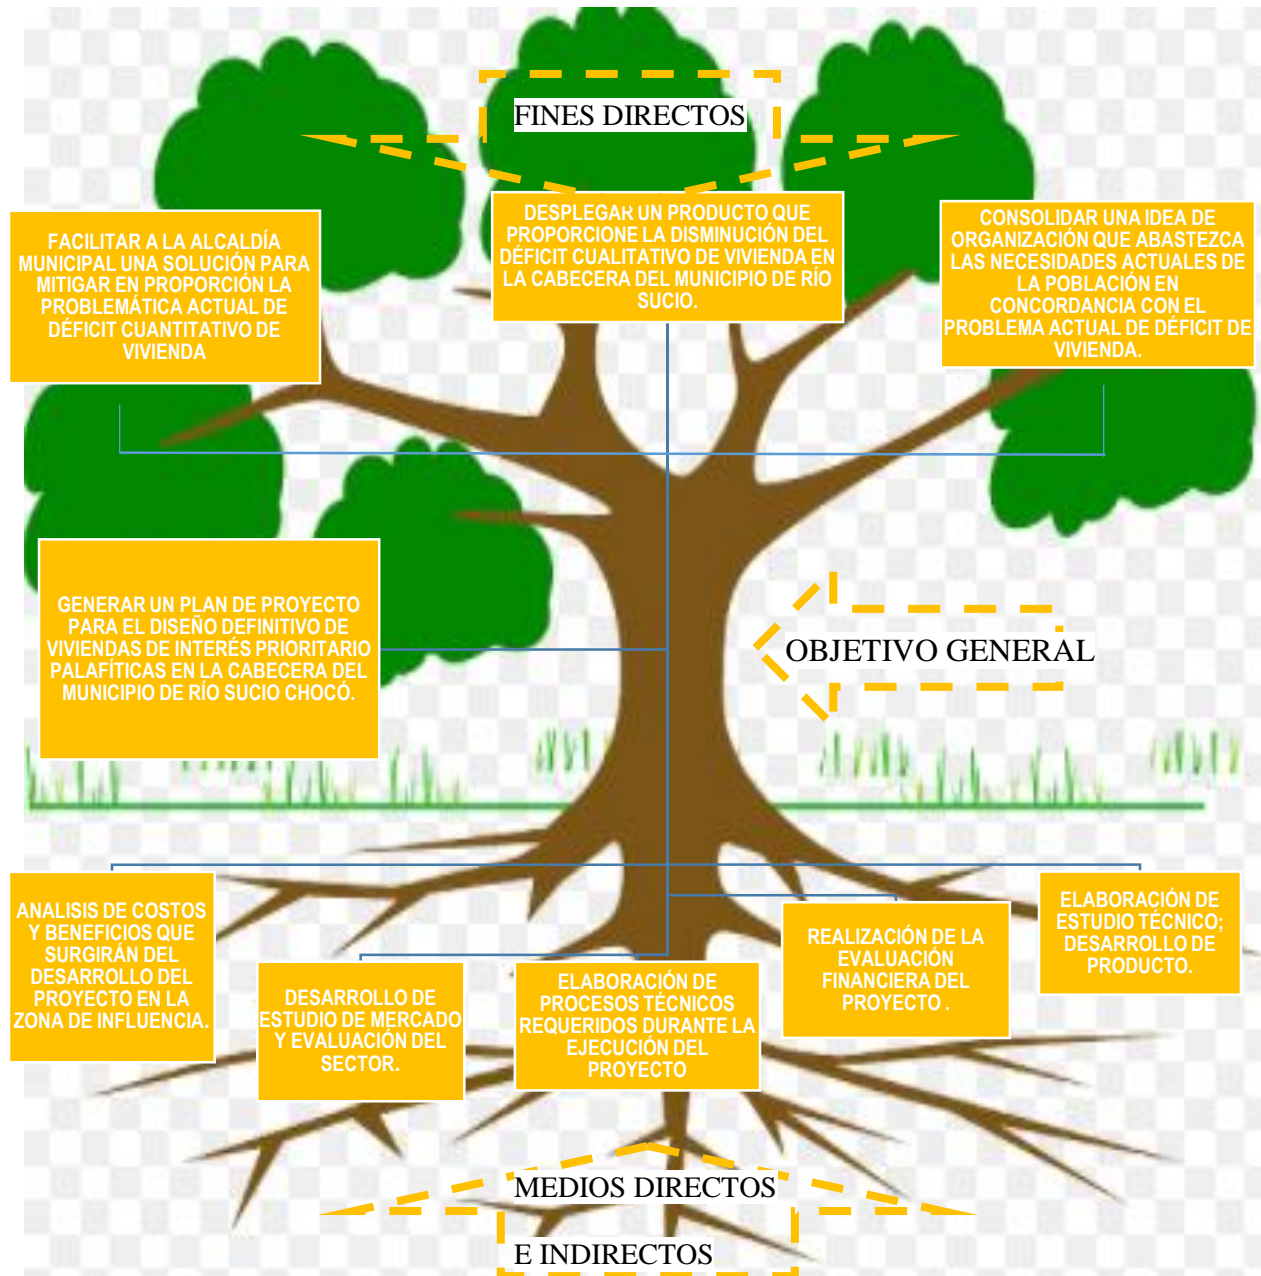 FINES DIRECTOS
FACILITAR A LA ALCALDÍA
MUNICIPAL UNA SOLUCIÓN PARA
MITIGAR EN PROPORCIÓN LA
PROBLEMÁTICA ACTUAL DE
DÉFICIT CUANTITATIVO DE
VIVIENDA
DESPLEGAR UN PRODUCTO QUE
PROPORCIONE LA DISMINUCIÓN DEL
DÉFICIT CUALITATIVO DE VIVIENDA EN
LA CABECERA DEL MUNICIPIO DE RÍO
SUCIO.
CONSOLIDAR UNA IDEA DE
ORGANIZACIÓN QUE ABASTEZCA
LAS NECESIDADES ACTUALES DE
LA POBLACIÓN EN
CONCORDANCIA CON EL
PROBLEMA ACTUAL DE DÉFICIT DE
VIVIENDA.
GENERAR UN PLAN DE PROYECTO
PARA EL DISEÑO DEFINITIVO DE
VIVIENDAS DE INTERÉS PRIORITARIO
PALAFÍTICAS EN LA CABECERA DEL
MUNICIPIO DE RÍO SUCIO CHOCÓ.
OBJETIVO GENERAL
ANALISIS DE COSTOS
Y BENEFICIOS QUE
SURGIRÁN DEL
DESARROLLO DEL
PROYECTO EN LA
ZONA DE INFLUENCIA.
DESARROLLO DE
ESTUDIO DE MERCADO
Y EVALUACIÓN DEL
SECTOR.
ELABORACIÓN DE
PROCESOS TÉCNICOS
REQUERIDOS DURANTE LA
EJECUCIÓN DEL
PROYECTO
REALIZACIÓN DE LA
EVALUACIÓN
FINANCIERA DEL
PROYECTO .
ELABORACIÓN DE
ESTUDIO TÉCNICO;
DESARROLLO DE
PRODUCTO.
MEDIOS DIRECTOS
E INDIRECTOS